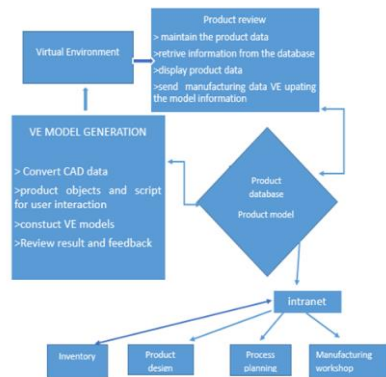 Product review
> maintain the product data
>retrive information from the database
>display product data
>send manufacturing data VE upating
the model information
Virtual Environment
VE MODEL GENERATION
> Convert CAD data
>product objects and script
for user interaction
>constuct VE models
>Review result and feedback
Product
database
Product model
intranet
Inventory
Product
design
Process
planning
Manufacturing
workshop